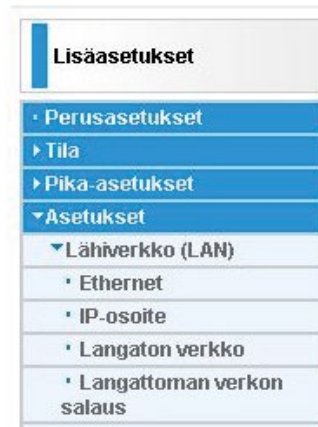 Lisäasetukset
Perusasetukset
Tila
Pika-asetukset
Asetukset
Lähiverkko (LAN)
Ethernet
IP-osoite
Langaton verkko
Langattoman verkon
salaus